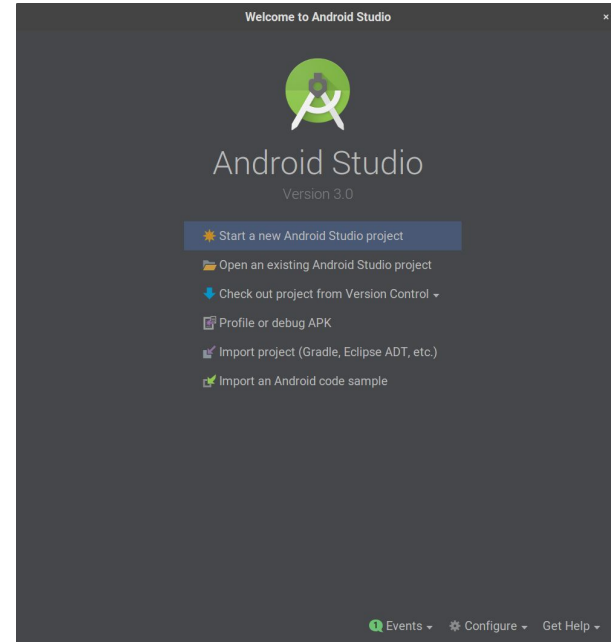 Welcome to Android Studio
Android Studio
Version 3.0
Start a new Android Studio project
Open an existing Android Studio project
Check out project from Version Control
Profile or debug APK
Import project (Gradle, Eclipse ADT, etc.)
Import an Android code sample
1 Events Configure Get Help